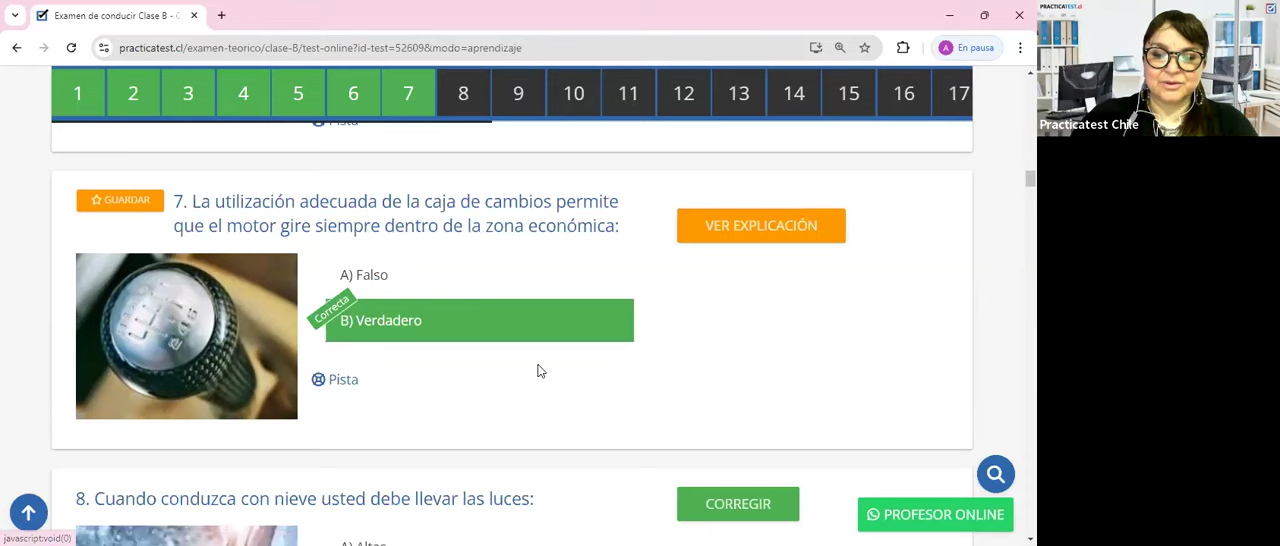 Examen de conducir Clase B - C
practicatest.cl/examen-teorico/clase-B/test-online?id-test=52609&modo=aprendizaje
A
En pausa
1 2 3 4 5 6 7 8 9 10 11 12 13 14 15 16 17
Pista
GUARDAR
7. La utilización adecuada de la caja de cambios permite
que el motor gire siempre dentro de la zona económica:
VER EXPLICACIÓN
A) Falso
Correcta
B) Verdadero
Pista
8. Cuando conduzca con nieve usted debe llevar las luces:
CORREGIR
A) Altas
PROFESOR ONLINE
javascript:void(0)
PRACTICATEST.cl
Practicatest Chile